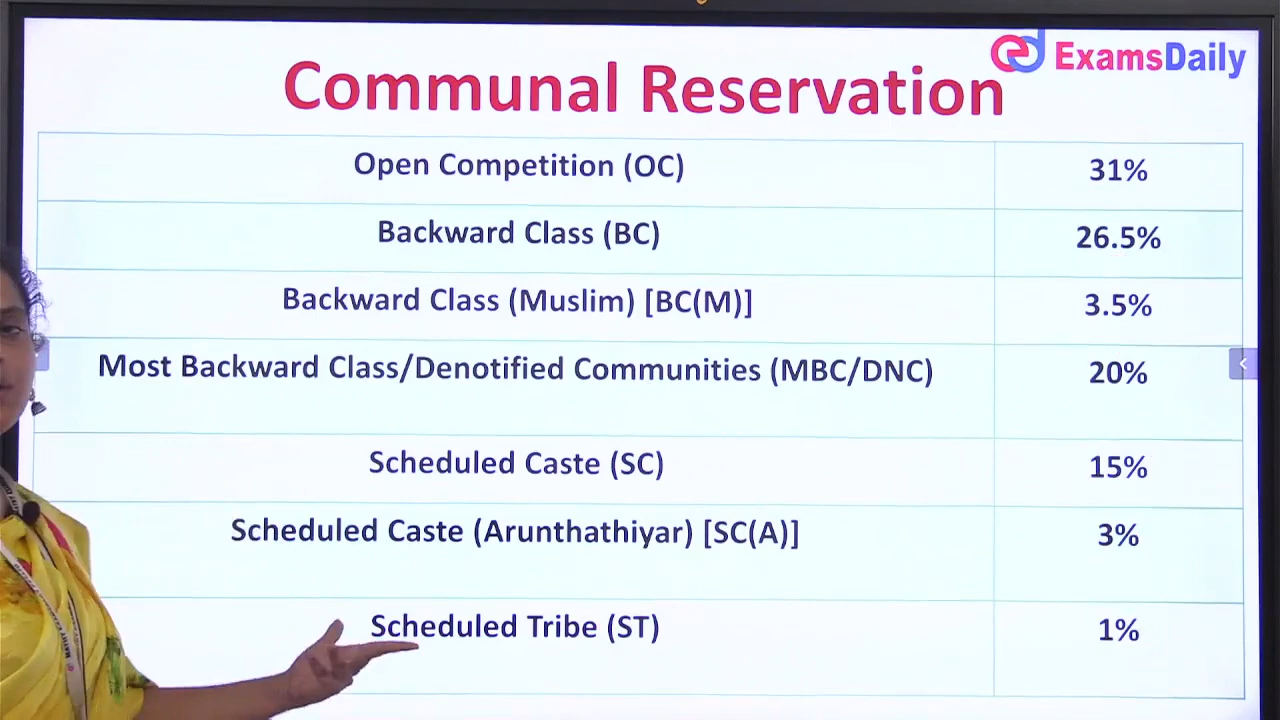 ExamsDaily
Communal Reservation
Open Competition (OC) 31%
Backward Class (BC) 26.5%
Backward Class (Muslim) [BC(M)] 3.5%
Most Backward Class/Denotified Communities (MBC/DNC) 20%
Scheduled Caste (SC) 15%
Scheduled Caste (Arunthathiyar) [SC(A)] 3%
Scheduled Tribe (ST) 1%